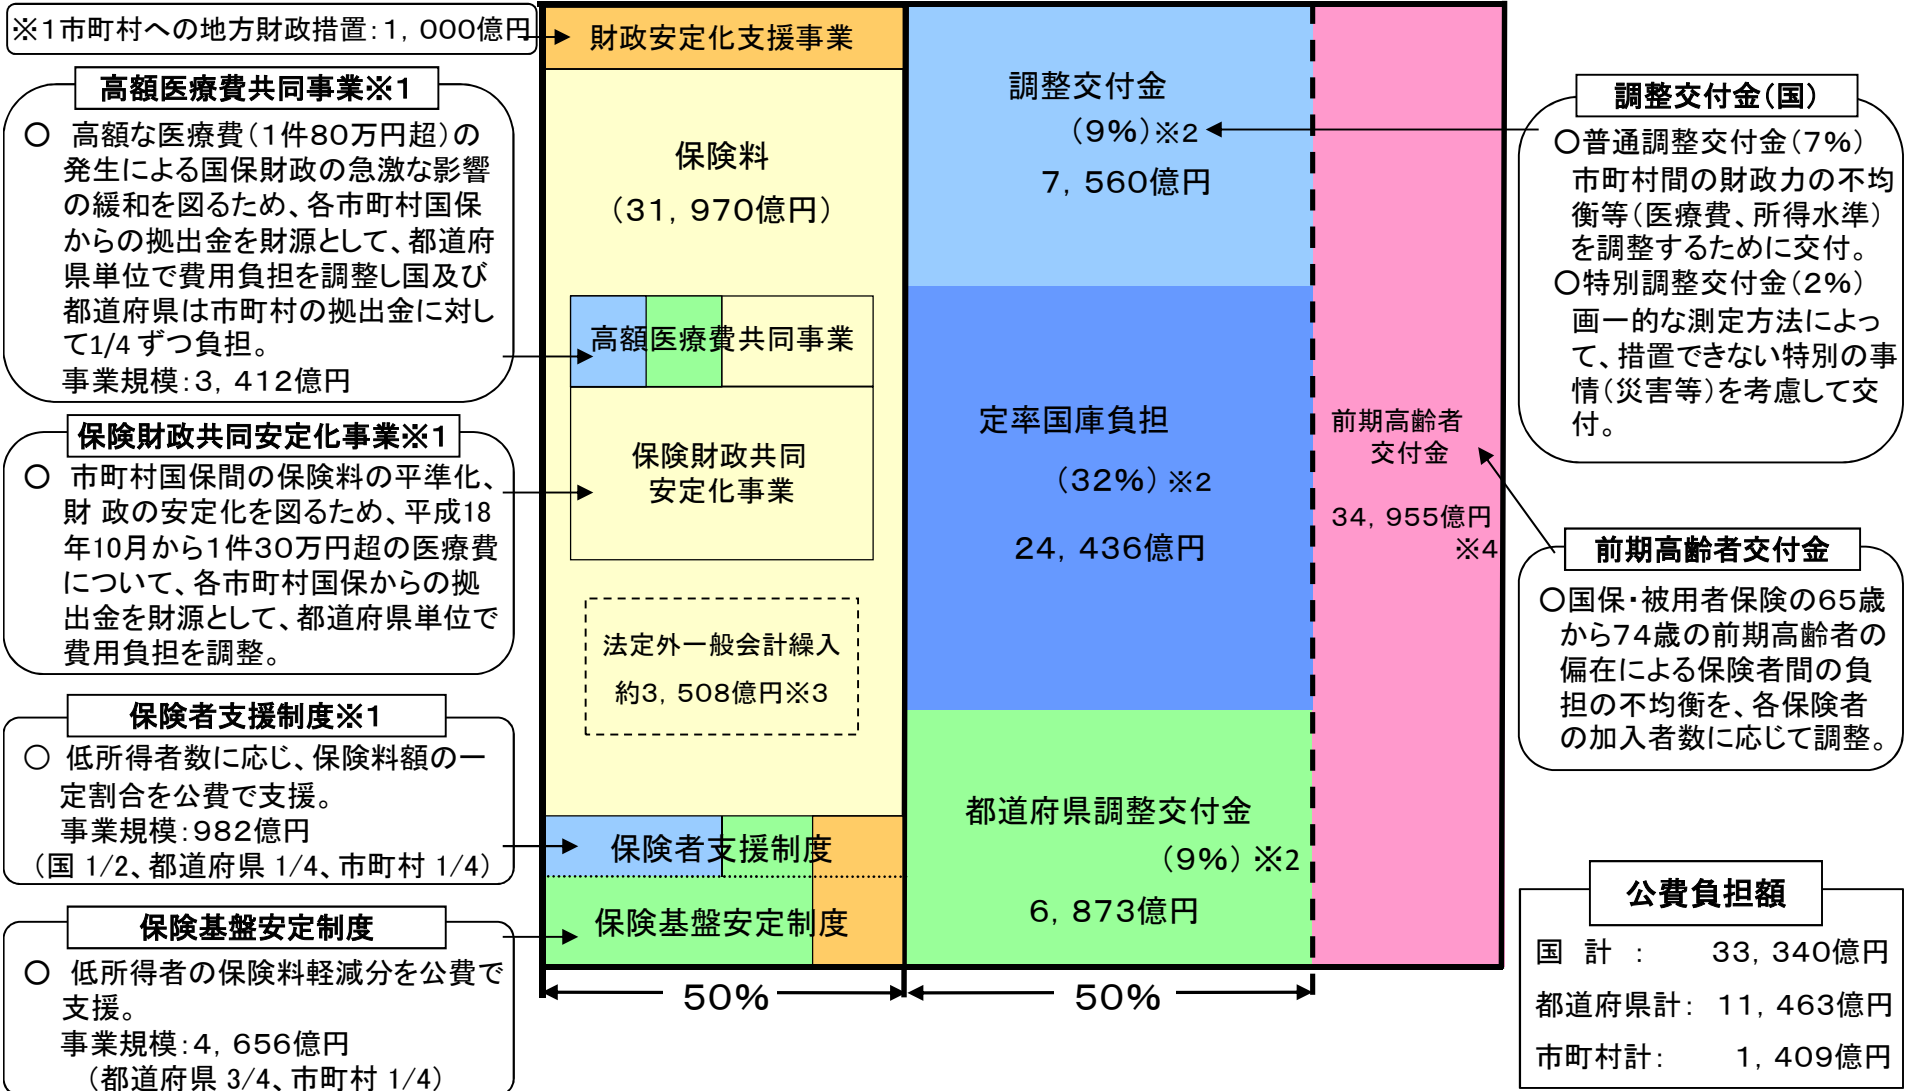 ※1市町村への地方財政措置:1,000億円
高額医療費共同事業※1
○ 高額な医療費(1件80万円超)の
発生による国保財政の急激な影響
の緩和を図るため、各市町村国保
からの拠出金を財源として、都道府
県単位で費用負担を調整し国及び
都道府県は市町村の拠出金に対し
て1/4 ずつ負担。
事業規模:3,412億円
保険財政共同安定化事業※1
○ 市町村国保間の保険料の平準化、
財 政の安定化を図るため、平成18
年10月から1件30万円超の医療費
について、各市町村国保からの拠
出金を財源として、都道府県単位で
費用負担を調整。
保険者支援制度※1
○ 低所得者数に応じ、保険料額の一
定割合を公費で支援。
事業規模:982億円
(国 1/2、都道府県 1/4、市町村 1/4)
保険基盤安定制度
○ 低所得者の保険料軽減分を公費で
支援。
事業規模:4,656億円
(都道府県 3/4、市町村 1/4)
財政安定化支援事業
保険料
(31,970億円)
高額医療費共同事業
保険財政共同
安定化事業
法定外一般会計繰入
約3,508億円※3
保険者支援制度
保険基盤安定制度
50%
調整交付金
(9%)※2
7,560億円
定率国庫負担
(32%)※2
24,436億円
都道府県調整交付金
(9%)※2
6,873億円
50%
前期高齢者
交付金
34,955億円
※4
調整交付金(国)
○普通調整交付金(7%)
市町村間の財政力の不均
衡等(医療費、所得水準)
を調整するために交付。
○特別調整交付金(2%)
画一的な測定方法によっ
て、措置できない特別の事
情(災害等)を考慮して交
付。
前期高齢者交付金
○国保・被用者保険の65歳
から74歳の前期高齢者の
偏在による保険者間の負
担の不均衡を、各保険者
の加入者数に応じて調整。
公費負担額
国 計 : 33,340億円
都道府県計: 11,463億円
市町村計: 1,409億円